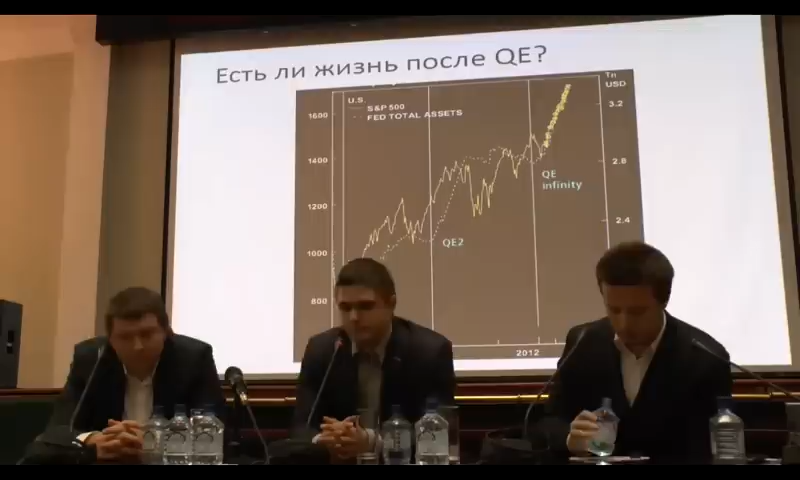 Есть ли жизнь после QE?
Tn
USD
U.S.
S&P 500
FED TOTAL ASSETS
1600
3.2
1400
2.8
QE
infinity
1200
2.4
QE2
1000
800
2012